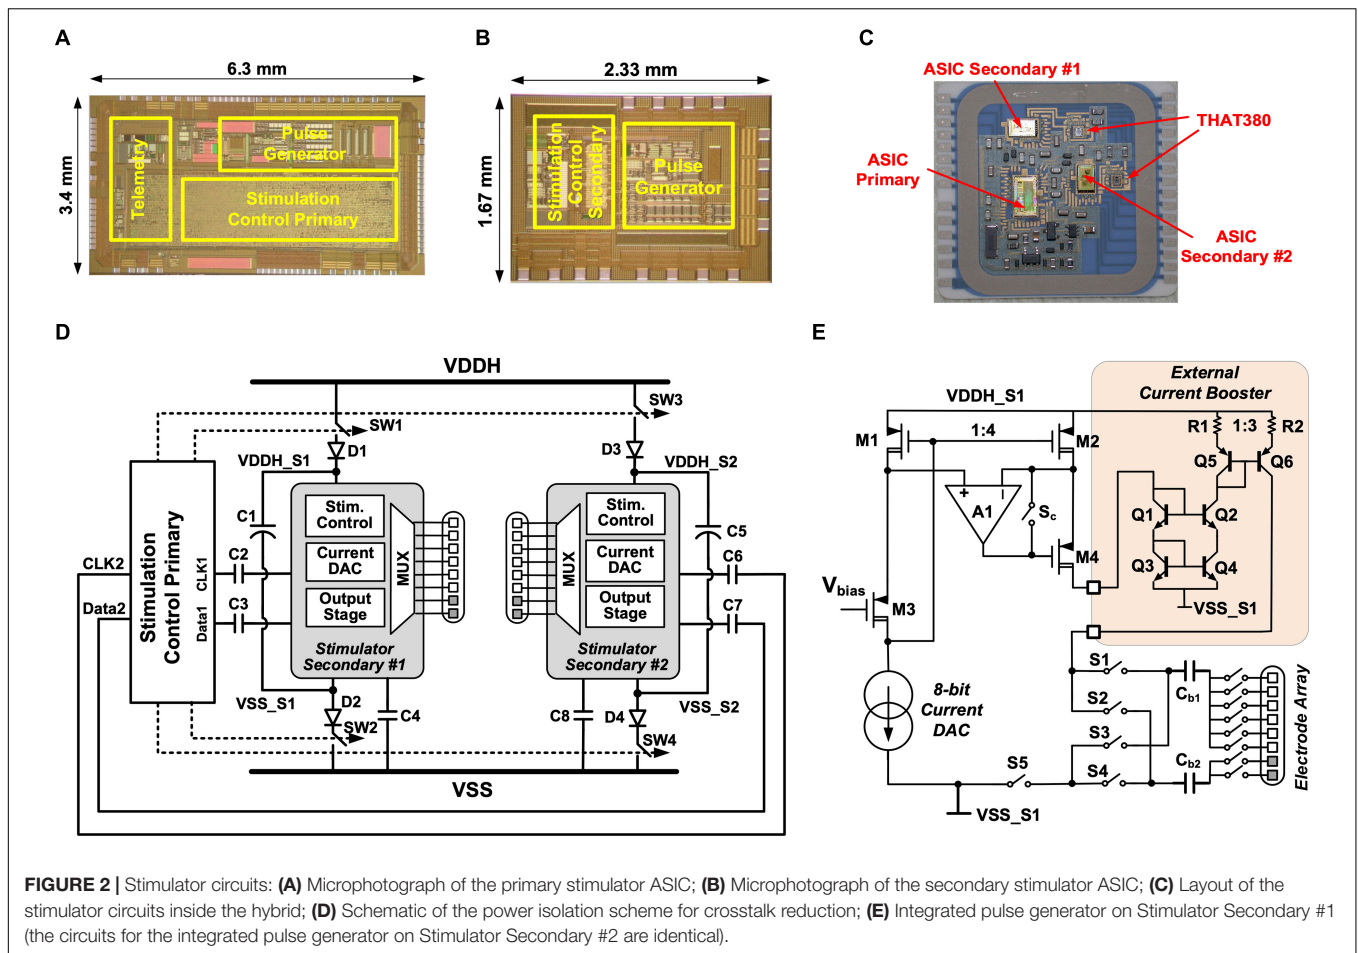 A
B
C
6.3 mm
3.4 mm
Telemetry
Pulse
Generator
Stimulation
Control Primary
2.33 mm
1.67 mm
Stimulation
Control
Secondary
Pulse
Generator
ASIC Secondary #1
THAT380
ASIC
Primary
ASIC
Secondary #2
D
VDDH
SW1
SW3
D1
D3
VDDH_S1
VDDH_S2
Stim.
Control
Current
DAC
Output
Stage
MUX
Stimulator
Secondary #1
MUX
Stim.
Control
Current
DAC
Output
Stage
Stimulator
Secondary #2
C1
C2
C3
C5
C6
C7
CLK2
Data2
Stimulation
Control Primary
CLK1
Data1
VSS_S1
VSS_S2
D2
SW2
C4
C8
D4
SW4
VSS
E
External
Current Booster
VDDH_S1
R1
1:3
R2
M1
1:4
M2
Q5
Q6
+
−
A1
Sc
M4
Q1
Q2
Q3
Q4
VSS_S1
Vbias
M3
8-bit
Current
DAC
S1
S2
S3
S4
S5
Cb1
Cb2
Electrode Array
VSS_S1
FIGURE 2 | Stimulator circuits: (A) Microphotograph of the primary stimulator ASIC; (B) Microphotograph of the secondary stimulator ASIC; (C) Layout of the
stimulator circuits inside the hybrid; (D) Schematic of the power isolation scheme for crosstalk reduction; (E) Integrated pulse generator on Stimulator Secondary #1
(the circuits for the integrated pulse generator on Stimulator Secondary #2 are identical).